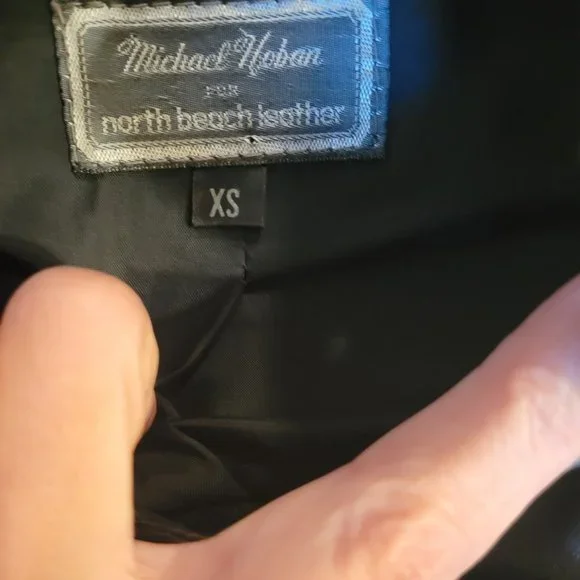 Michael Hoban
FOR
north beach leather
XS